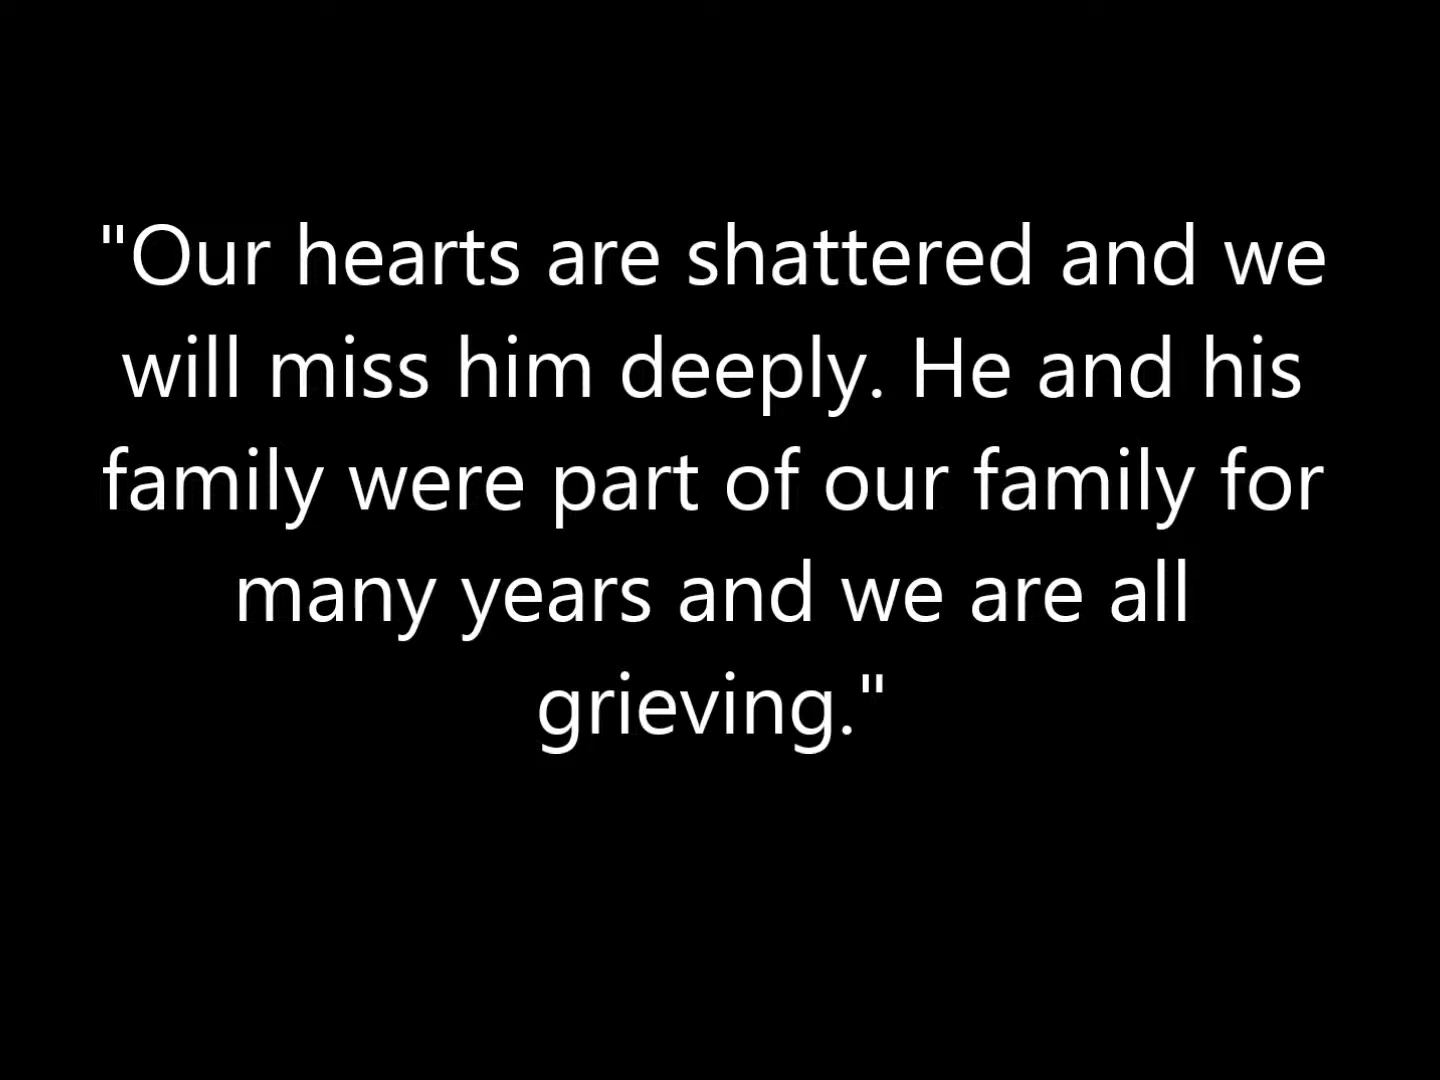 "Our hearts are shattered and we
will miss him deeply. He and his
family were part of our family for
many years and we are all
grieving."